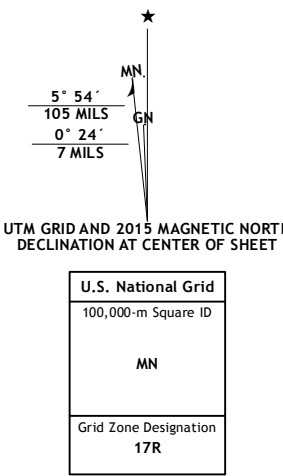 ★
MN.
5° 54´
105 MILS
GN
0° 24´
7 MILS
UTM GRID AND 2015 MAGNETIC NORTH
DECLINATION AT CENTER OF SHEET
U.S. National Grid
100,000-m Square ID
MN
Grid Zone Designation
17R